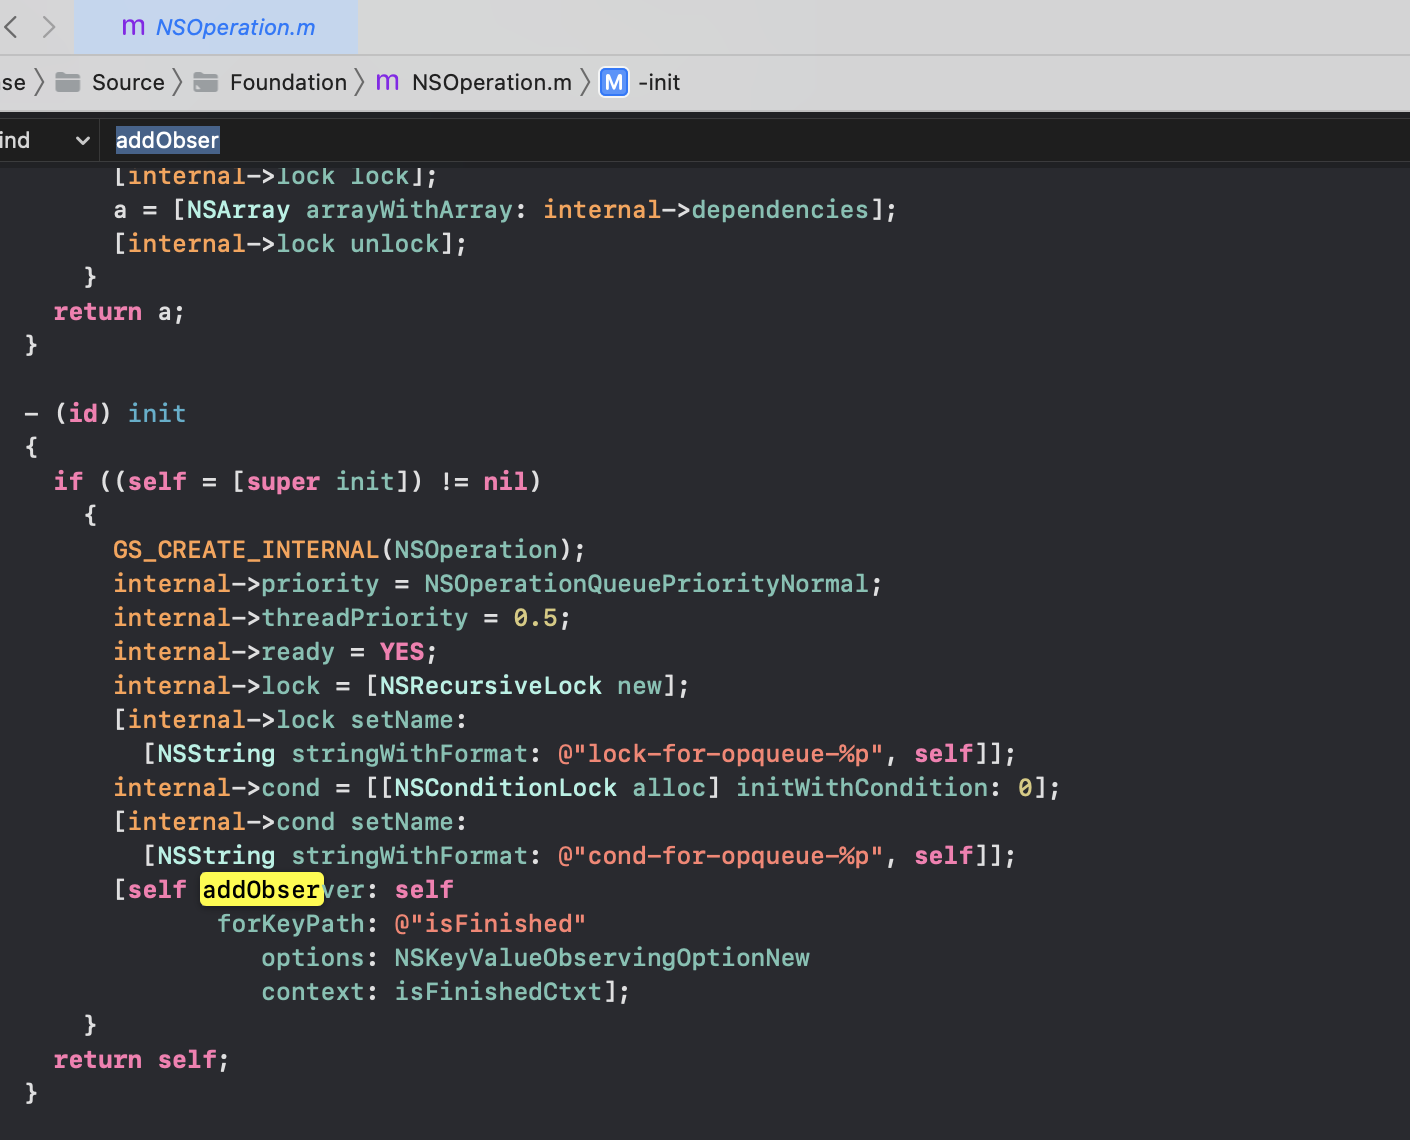 m NSOperation.m
se Source Foundation m NSOperation.m M -init
ind addObser
[internal->lock lock];
a = [NSArray arrayWithArray: internal->dependencies];
[internal->lock unlock];
}
return a;
}
- (id) init
{
if ((self = [super init]) != nil)
{
GS_CREATE_INTERNAL(NSOperation);
internal->priority = NSOperationQueuePriorityNormal;
internal->threadPriority = 0.5;
internal->ready = YES;
internal->lock = [NSRecursiveLock new];
[internal->lock setName:
[NSString stringWithFormat: @"lock-for-opqueue-%p", self]];
internal->cond = [[NSConditionLock alloc] initWithCondition: 0];
[internal->cond setName:
[NSString stringWithFormat: @"cond-for-opqueue-%p", self]];
[self addObserver: self
forKeyPath: @"isFinished"
options: NSKeyValueObservingOptionNew
context: isFinishedCtxt];
}
return self;
}